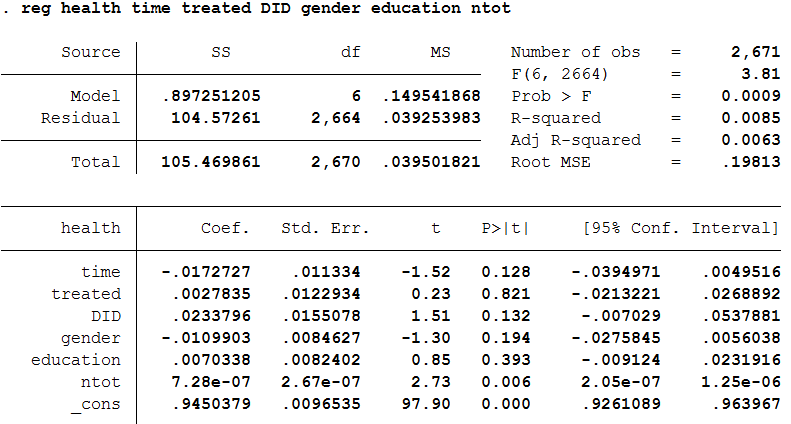 . reg health time treated DID gender education ntot
Source SS df MS Number of obs = 2,671
F(6, 2664) = 3.81
Model .897251205 6 .149541868 Prob > F = 0.0009
Residual 104.57261 2,664 .039253983 R-squared = 0.0085
Adj R-squared = 0.0063
Total 105.469861 2,670 .039501821 Root MSE = .19813
health Coef. Std. Err. t P>|t| [95% Conf. Interval]
time -.0172727 .011334 -1.52 0.128 -.0394971 .0049516
treated .0027835 .0122934 0.23 0.821 -.0213221 .0268892
DID .0233796 .0155078 1.51 0.132 -.007029 .0537881
gender -.0109903 .0084627 -1.30 0.194 -.0275845 .0056038
education .0070338 .0082402 0.85 0.393 -.009124 .0231916
ntot 7.28e-07 2.67e-07 2.73 0.006 2.05e-07 1.25e-06
_cons .9450379 .0096535 97.90 0.000 .9261089 .963967